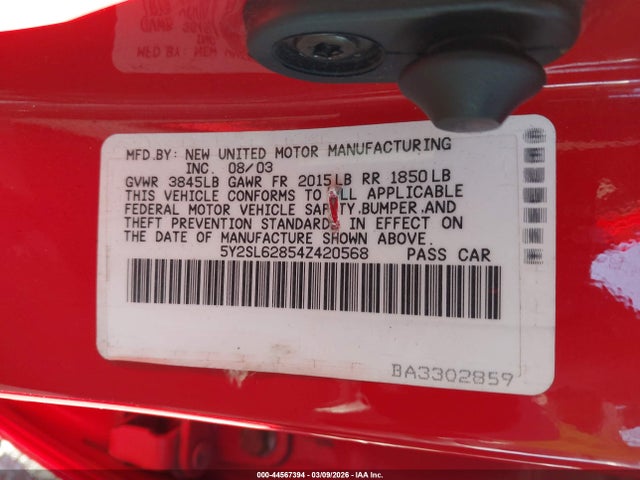 MFD.BY: NEW UNITED MOTOR MANUFACTURING
INC. 08/03
GVWR 3845LB GAWR FR 2015LB RR 1850LB
THIS VEHICLE CONFORMS TO ALL APPLICABLE
FEDERAL MOTOR VEHICLE SAFETY,BUMPER,AND
THEFT PREVENTION STANDARDS IN EFFECT ON
THE DATE OF MANUFACTURE SHOWN ABOVE.
5Y2SL62854Z420568 PASS CAR
BA3302859
000-44567394 | 03/09/2026 | IAA Inc.